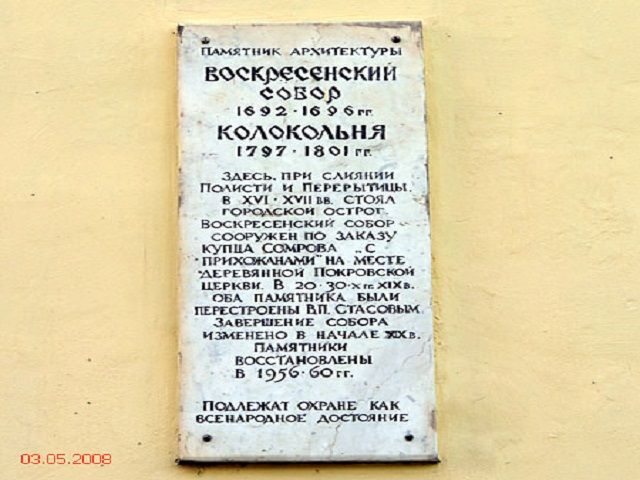 ПАМЯТНИК АРХИТЕКТУРЫ
ВОСКРЕСЕНСКИЙ
СОБОР
1692 · 1696 гг.
КОЛОКОЛЬНЯ
1797 · 1801 гг.
ЗДЕСЬ, ПРИ СЛИЯНИИ
ПОЛИСТИ И ПЕРЕРЫТИЦЫ,
В XVI · XVII ВВ. СТОЯЛ
ГОРОДСКОЙ ОСТРОГ.
ВОСКРЕСЕНСКИЙ СОБОР
СООРУЖЕН ПО ЗАКАЗУ
КУПЦА СОМРОВА „С
ПРИХОЖАНАМИ" НА МЕСТЕ
ДЕРЕВЯННОЙ ПОКРОВСКОЙ
ЦЕРКВИ. В 20 · 30 · х гг. XIX в.
ОБА ПАМЯТНИКА БЫЛИ
ПЕРЕСТРОЕНЫ В.П. СТАСОВЫМ.
ЗАВЕРШЕНИЕ СОБОРА
ИЗМЕНЕНО В НАЧАЛЕ XX в.
ПАМЯТНИКИ
ВОССТАНОВЛЕНЫ
В 1956 · 60 гг.
ПОДЛЕЖАТ ОХРАНЕ КАК
ВСЕНАРОДНОЕ ДОСТОЯНИЕ
03.05.2008